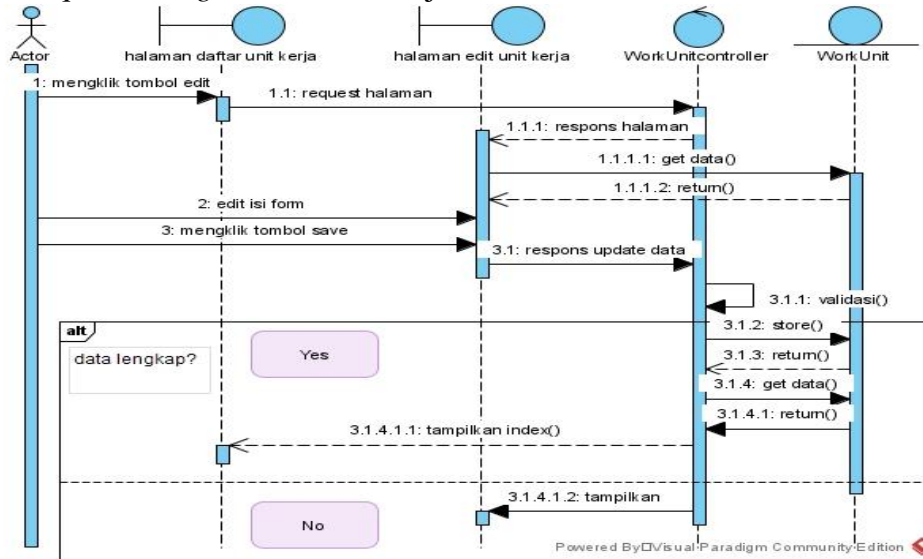 Actor
halaman daftar unit kerja
halaman edit unit kerja
WorkUnitcontroller
WorkUnit
1: mengklik tombol edit
1.1: request halaman
1.1.1: respons halaman
1.1.1.1: get data()
1.1.1.2: return()
2: edit isi form
3: mengklik tombol save
3.1: respons update data
3.1.1: validasi()
alt
3.1.2: store()
data lengkap?
Yes
3.1.3: return()
3.1.4: get data()
3.1.4.1: return()
3.1.4.1.1: tampilkan index()
3.1.4.1.2: tampilkan
No
Powered By□Visual Paradigm Community Edition